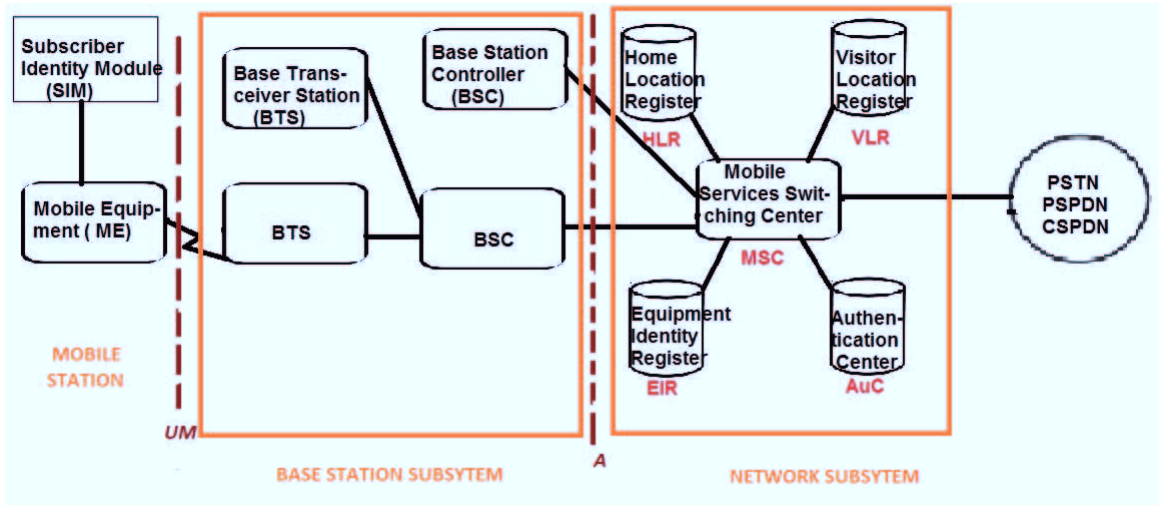 Subscriber
Identity Module
(SIM)
Mobile Equip-
ment ( ME)
MOBILE
STATION
UM
Base Trans-
ceiver Station
(BTS)
Base Station
Controller
(BSC)
BTS
BSC
BASE STATION SUBSYTEM
A
Home
Location
Register
HLR
Visitor
Location
Register
VLR
Mobile
Services Swit-
ching Center
MSC
Equipment
Identity
Register
EIR
Authen-
tication
Center
AuC
NETWORK SUBSYTEM
PSTN
PSPDN
CSPDN